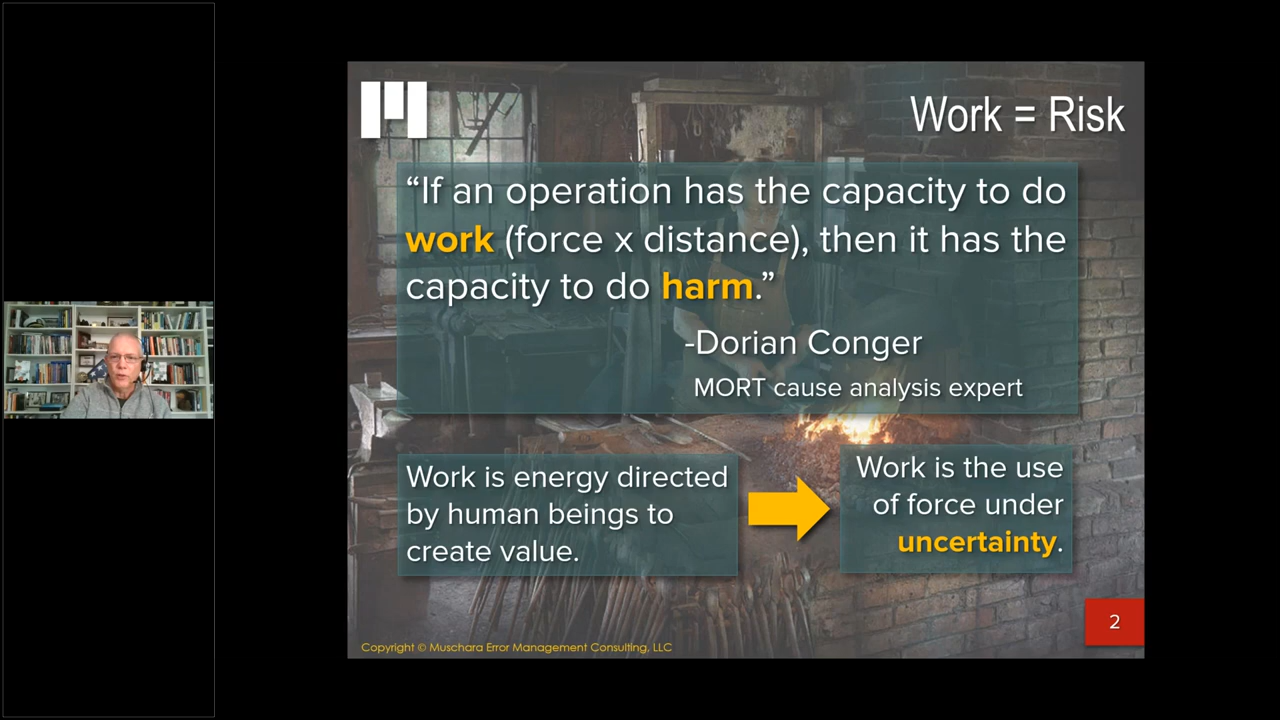 Work = Risk
“If an operation has the capacity to do
work (force x distance), then it has the
capacity to do harm.”
-Dorian Conger
MORT cause analysis expert
Work is energy directed
by human beings to
create value.
Work is the use
of force under
uncertainty.
2
Copyright © Muschara Error Management Consulting, LLC